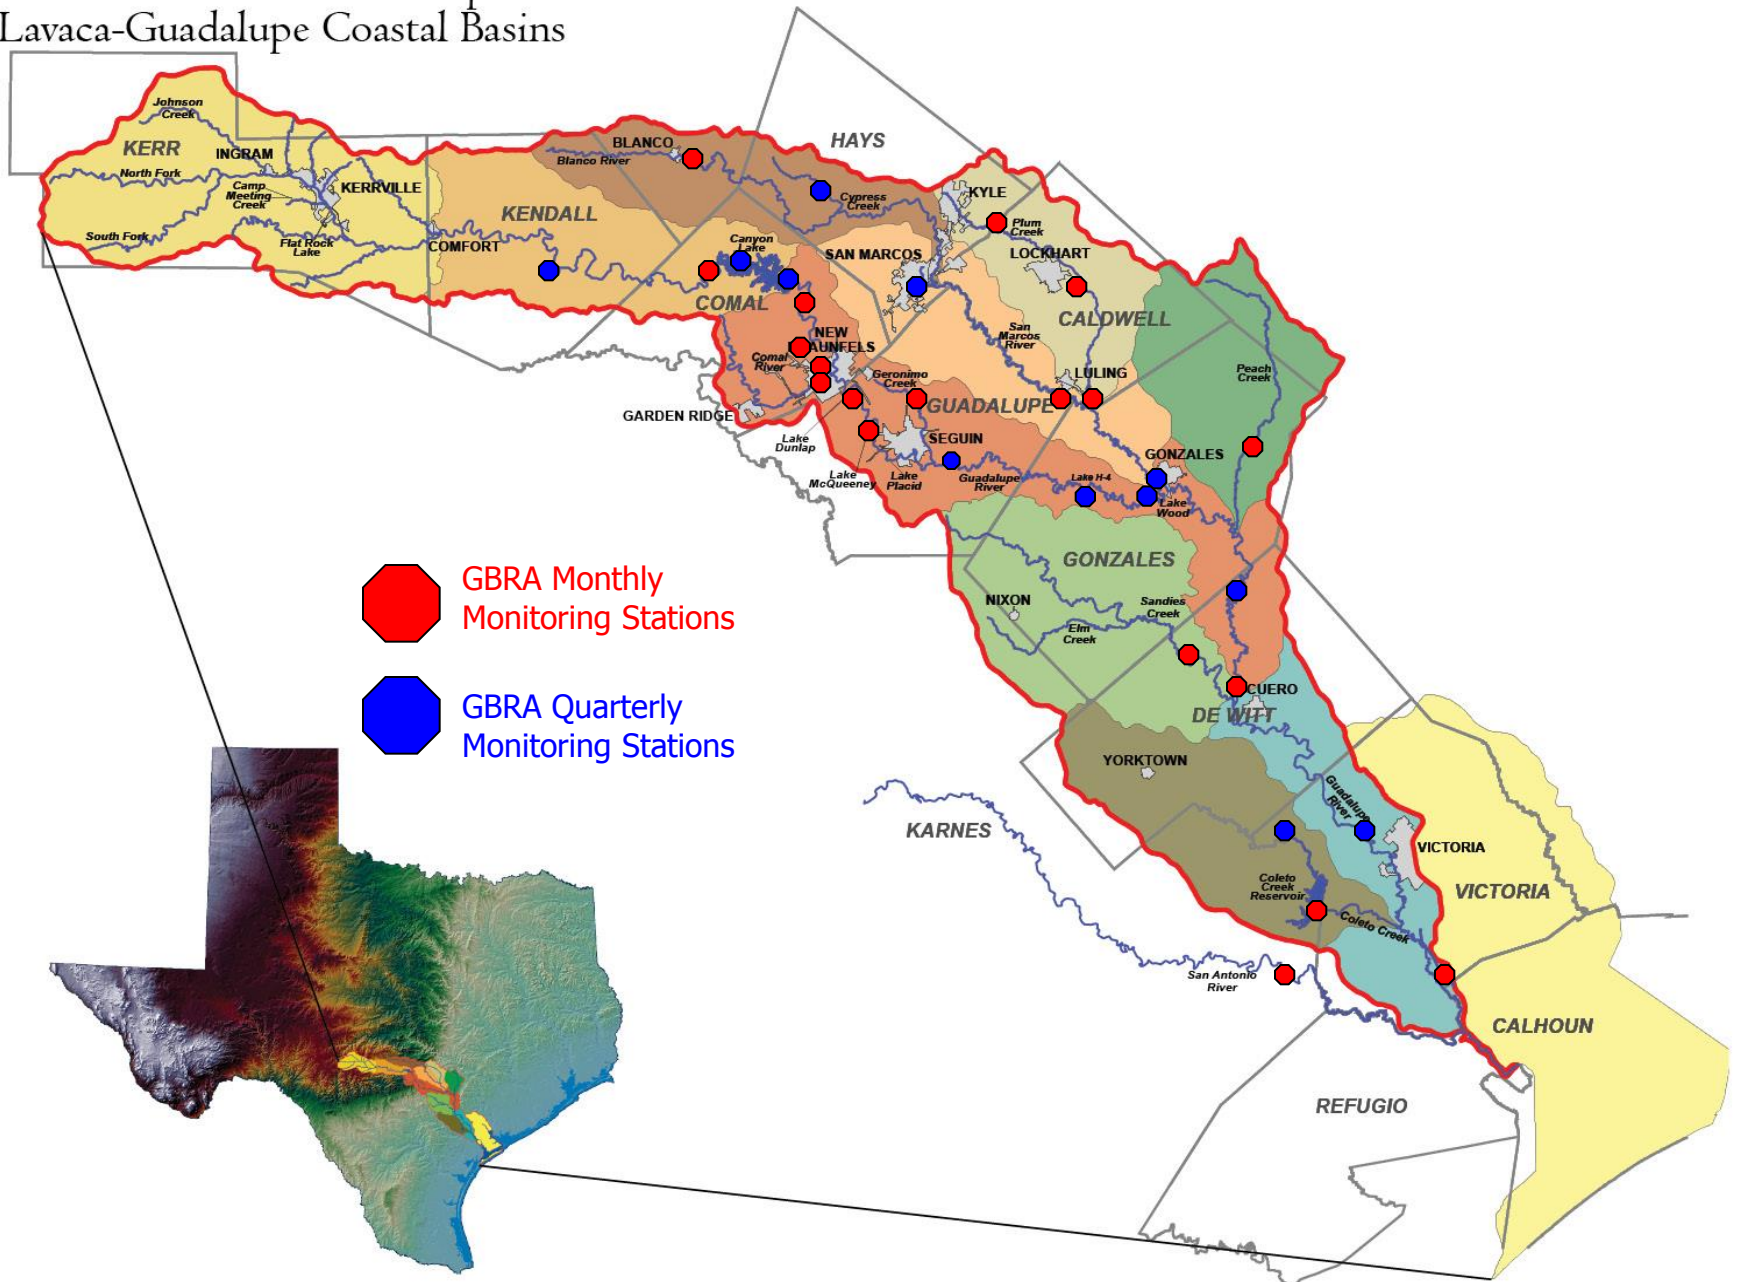 Lavaca-Guadalupe Coastal Basins
Johnson
Creek
KERR
INGRAM
North Fork
Camp
Meeting
Creek
KERRVILLE
South Fork
Flat Rock
Lake
COMFORT
KENDALL
BLANCO
Blanco River
HAYS
Cypress
Creek
KYLE
Plum
Creek
Canyon
Lake
SAN MARCOS
LOCKHART
COMAL
CALDWELL
San
Marcos
River
NEW
AUNFELS
Comal
River
Geronimo
Creek
LULING
Peach
Creek
GARDEN RIDGE
GUADALUPE
Lake
Dunlap
SEGUIN
GONZALES
Lake
McQueeney
Lake
Placid
Guadalupe
River
Lake H-4
Lake
Wood
GONZALES
GBRA Monthly
Monitoring Stations
NIXON
Sandies
Creek
Elm
Creek
GBRA Quarterly
Monitoring Stations
CUERO
DE WITT
YORKTOWN
Guadalupe
River
KARNES
VICTORIA
VICTORIA
Coleto
Creek
Reservoir
Coleto Creek
San Antonio
River
CALHOUN
REFUGIO